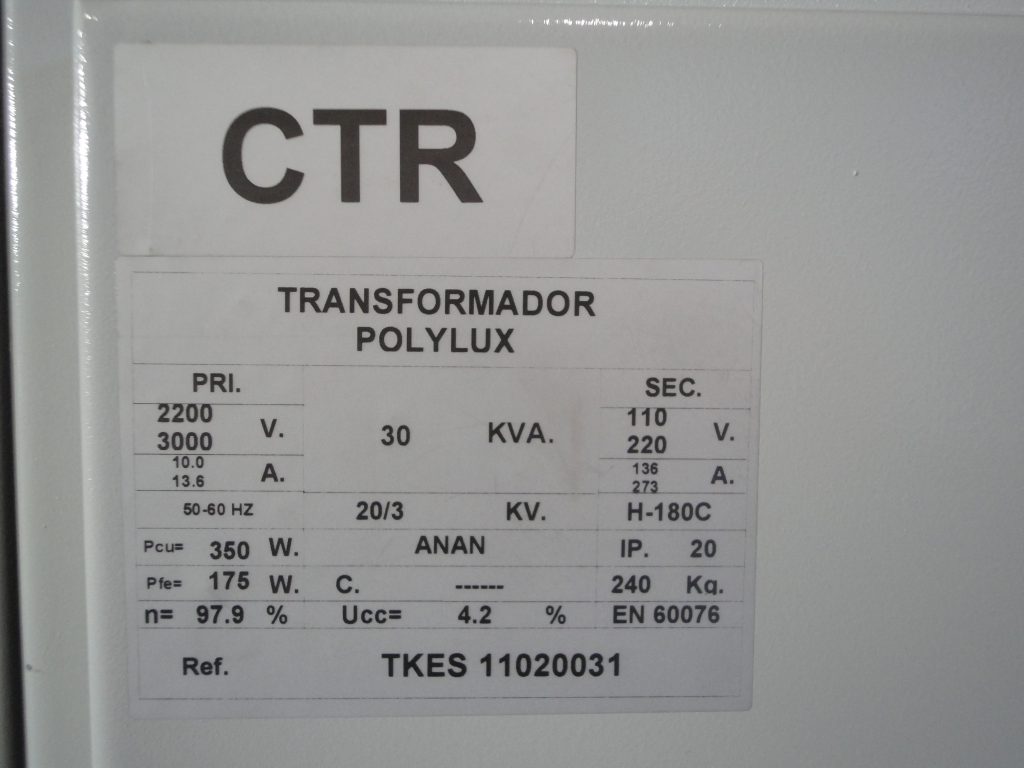 CTR
TRANSFORMADOR
POLYLUX
PRI.
2200
3000
V.
10.0
13.6
A.
30 KVA.
SEC.
110
220
V.
136
273
A.
50-60 HZ 20/3 KV. H-180C
Pcu= 350 W. ANAN IP. 20
Pfe= 175 W. C. ------ 240 Kg.
n= 97.9 % Ucc= 4.2 % EN 60076
Ref. TKES 11020031